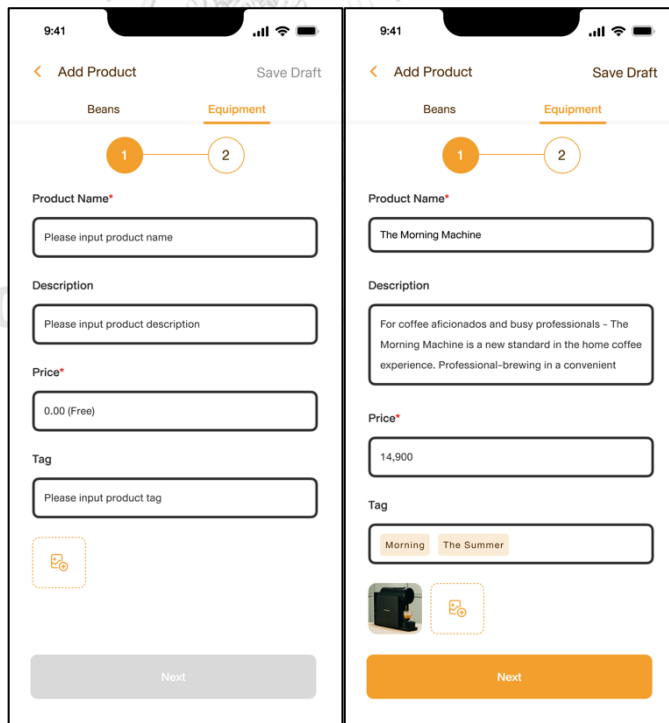 9:41
Add Product
Save Draft
Beans
Equipment
1
2
Product Name*
Please input product name
Description
Please input product description
Price*
0.00 (Free)
Tag
Please input product tag
Next
9:41
Add Product
Save Draft
Beans
Equipment
1
2
Product Name*
The Morning Machine
Description
For coffee aficionados and busy professionals - The
Morning Machine is a new standard in the home coffee
experience. Professional-brewing in a convenient
Price*
14,900
Tag
Morning
The Summer
Next